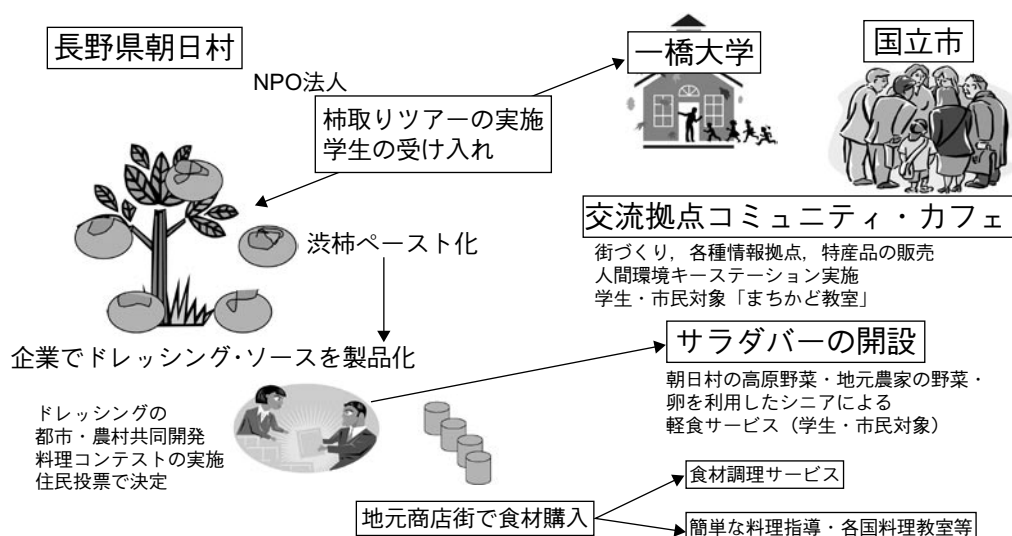 長野県朝日村
一橋大学
国立市
NPO法人
柿取りツアーの実施
学生の受け入れ
交流拠点コミュニティ・カフェ
街づくり，各種情報拠点，特産品の販売
人間環境キーステーション実施
学生・市民対象「まちかど教室」
渋柿ペースト化
企業でドレッシング・ソースを製品化
サラダバーの開設
朝日村の高原野菜・地元農家の野菜・
卵を利用したシニアによる
軽食サービス（学生・市民対象）
ドレッシングの
都市・農村共同開発
料理コンテストの実施
住民投票で決定
地元商店街で食材購入
食材調理サービス
簡単な料理指導・各国料理教室等